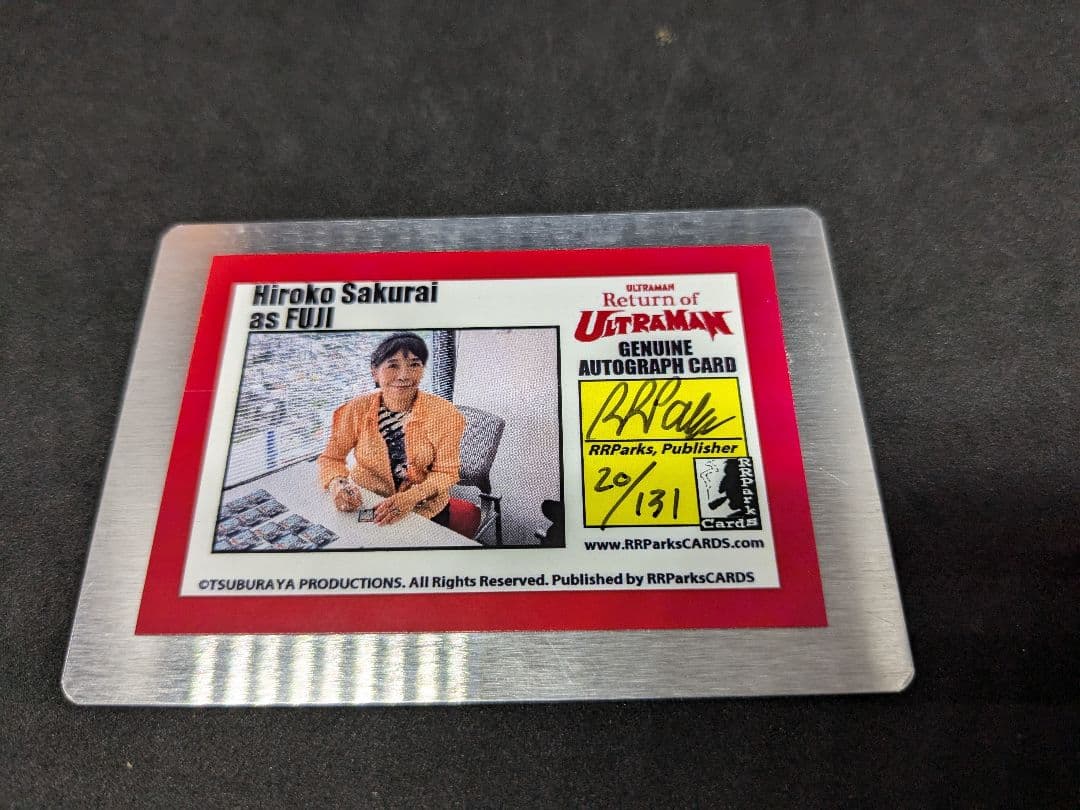 Hiroko Sakurai
as FUJI
ULTRAMAN
Return of
ULTRAMAN
GENUINE
AUTOGRAPH CARD
RRParks
RRParks, Publisher
20/131
RRPark
Cards
www.RRParksCARDS.com
©TSUBURAYA PRODUCTIONS. All Rights Reserved. Published by RRParksCARDS